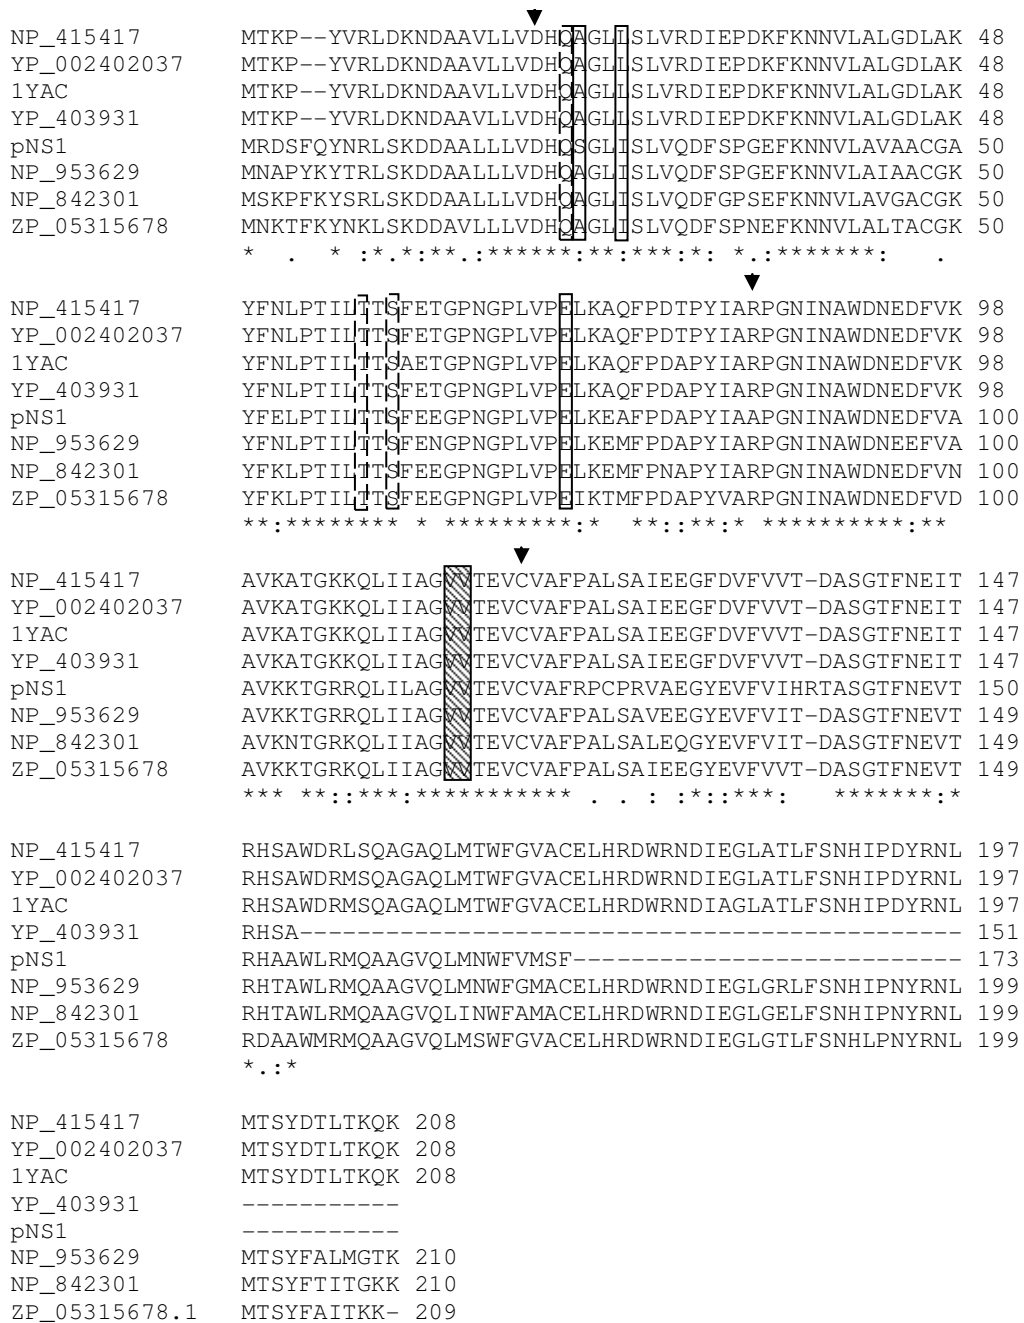 NP_415417 MTKP--YVRLDKNDAAVLLVDHQAGLLSLVRDIEPDKFKNNVLALGDLAK 48
YP_002402037 MTKP--YVRLDKNDAAVLLVDHQAGLLSLVRDIEPDKFKNNVLALGDLAK 48
1YAC MTKP--YVRLDKNDAAVLLVDHQAGLLSLVRDIEPDKFKNNVLALGDLAK 48
YP_403931 MTKP--YVRLDKNDAAVLLVDHQAGLLSLVRDIEPDKFKNNVLALGDLAK 48
pNS1 MRDSFQYNRLSKDDAALLLVDHQSGLISLVQDFSPGEFKNNVLAVAACGA 50
NP_953629 MNAPYKYTRLSKDDAALLLVDHQAGLISLVQDFSPGEFKNNVLAIAACGK 50
NP_842301 MSKPFKYSRLSKDDAVLLLVDHQAGLISLVQDFGPSEFKNNVLAVGACGK 50
ZP_05315678 MNKTFKYNKLSKDDAVLLLVDHQAGLISLVQDFSPNEFKNNVLALTACGK 50
* . * :*.*:**.:******:**:***:*: *.:*******: .
NP_415417 YFNLPTILTTSFETGPNGPLVPELKAQFPDTPYIARPGNINAWDNEDFVK 98
YP_002402037 YFNLPTILTTSFETGPNGPLVPELKAQFPDTPYIARPGNINAWDNEDFVK 98
1YAC YFNLPTILTTSAETGPNGPLVPELKAQFPDAPYIARPGNINAWDNEDFVK 98
YP_403931 YFNLPTILTTSFETGPNGPLVPELKAQFPDAPYIARPGNINAWDNEDFVK 98
pNS1 YFELPTILTTSFEEGPNGPLVPELKEAFPDAPYIAAPGNINAWDNEDFVA 100
NP_953629 YFNLPTILTTSFENGPNGPLVPELKEMFPDAPYIARPGNINAWDNEEFVA 100
NP_842301 YFKLPTILTTSFEEGPNGPLVPELKEMFPNAPYIARPGNINAWDNEDFVN 100
ZP_05315678 YFKLPTILTTSFEEGPNGPLVPEIKTMFPDAPYVARPGNINAWDNEDFVD 100
**:******** * *********:* **::**:* **********:**
NP_415417 AVKATGKKQLIIAGVVTEVCVAFPALSAIEEGFDVFVVT-DASGTFNEIT 147
YP_002402037 AVKATGKKQLIIAGVVTEVCVAFPALSAIEEGFDVFVVT-DASGTFNEIT 147
1YAC AVKATGKKQLIIAGVVTEVCVAFPALSAIEEGFDVFVVT-DASGTFNEIT 147
YP_403931 AVKATGKKQLIIAGVVTEVCVAFPALSAIEEGFDVFVVT-DASGTFNEIT 147
pNS1 AVKKTGRRQLILAGVVTEVCVAFRPCPRVAEGYEVFVIHRTASGTFNEVT 150
NP_953629 AVKKTGRRQLIIAGVVTEVCVAFPALSAVEEGYEVFVIT-DASGTFNEVT 149
NP_842301 AVKNTGRKQLIIAGVVTEVCVAFPALSALEQGYEVFVIT-DASGTFNEVT 149
ZP_05315678 AVKKTGRKQLIIAGVVTEVCVAFPALSAIEEGYEVFVVT-DASGTFNEVT 149
*** **::***:*********** . . : :*::***: *******:*
NP_415417 RHSAWDRLSQAGAQLMTWFGVACELHRDWRNDIEGLATLFSNHIPDYRNL 197
YP_002402037 RHSAWDRMSQAGAQLMTWFGVACELHRDWRNDIEGLATLFSNHIPDYRNL 197
1YAC RHSAWDRMSQAGAQLMTWFGVACELHRDWRNDIAGLATLFSNHIPDYRNL 197
YP_403931 RHSA---------------------------------------------- 151
pNS1 RHAAWLRMQAAGVQLMNWFVMSF--------------------------- 173
NP_953629 RHTAWLRMQAAGVQLMNWFGMACELHRDWRNDIEGLGRLFSNHIPNYRNL 199
NP_842301 RHTAWLRMQAAGVQLINWFAMACELHRDWRNDIEGLGELFSNHIPNYRNL 199
ZP_05315678 RDAAWMRMQAAGVQLMSWFGVACELHRDWRNDIEGLGTLFSNHLPNYRNL 199
*.:*
NP_415417 MTSYDTLTKQK 208
YP_002402037 MTSYDTLTKQK 208
1YAC MTSYDTLTKQK 208
YP_403931 -----------
pNS1 -----------
NP_953629 MTSYFALMGTK 210
NP_842301 MTSYFTITGKK 210
ZP_05315678.1 MTSYFAITKK- 209